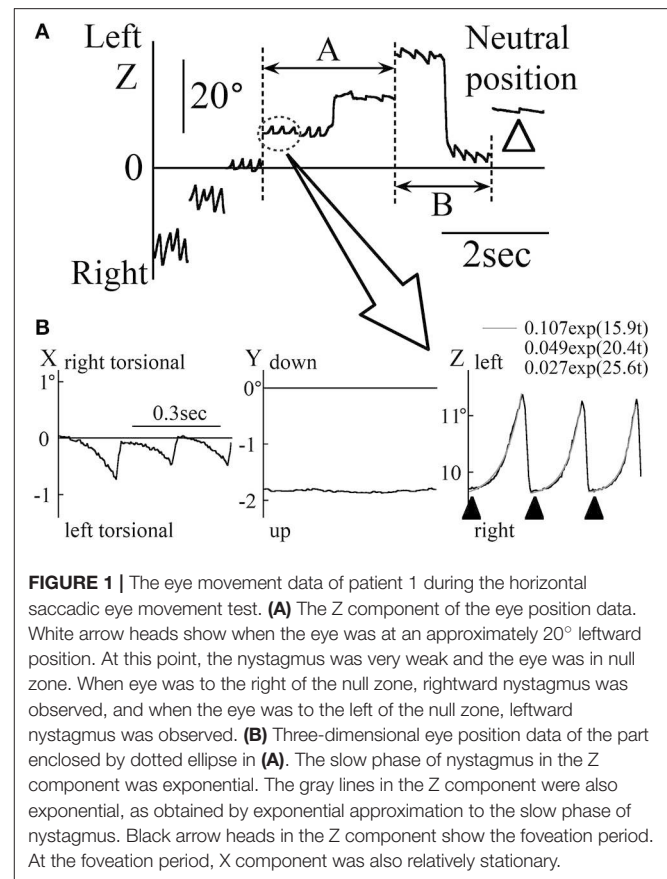 A
Left
Z
20°
A
Neutral
position
0
B
Right
2sec
B
X right torsional
1°
0.3sec
0
-1
left torsional
Y down
0°
-1
-2
up
0.107exp(15.9t)
0.049exp(20.4t)
0.027exp(25.6t)
Z left
11°
10
right
FIGURE 1 | The eye movement data of patient 1 during the horizontal
saccadic eye movement test. (A) The Z component of the eye position data.
White arrow heads show when the eye was at an approximately 20° leftward
position. At this point, the nystagmus was very weak and the eye was in null
zone. When eye was to the right of the null zone, rightward nystagmus was
observed, and when the eye was to the left of the null zone, leftward
nystagmus was observed. (B) Three-dimensional eye position data of the part
enclosed by dotted ellipse in (A). The slow phase of nystagmus in the Z
component was exponential. The gray lines in the Z component were also
exponential, as obtained by exponential approximation to the slow phase of
nystagmus. Black arrow heads in the Z component show the foveation period.
At the foveation period, X component was also relatively stationary.